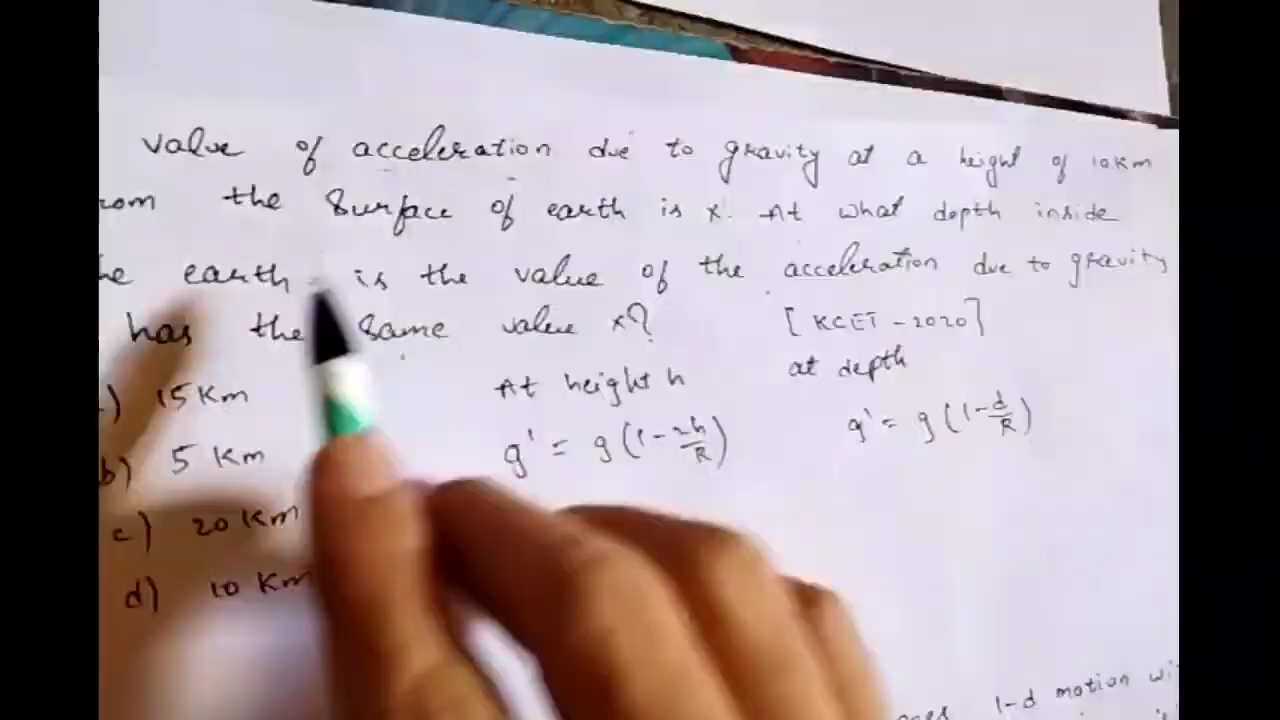 value of acceleration due to gravity at a height of 10Km
rom the surface of earth is x. At what depth inside
he earth is the value of the acceleration due to gravity
has the same value x?
[KCET - 2020]
) 15 Km
b) 5 Km
c) 20 Km
d) 10 Km
At height h
g' = g(1 - 2h/R)
at depth
g' = g(1 - d/R)
1-d motion wi